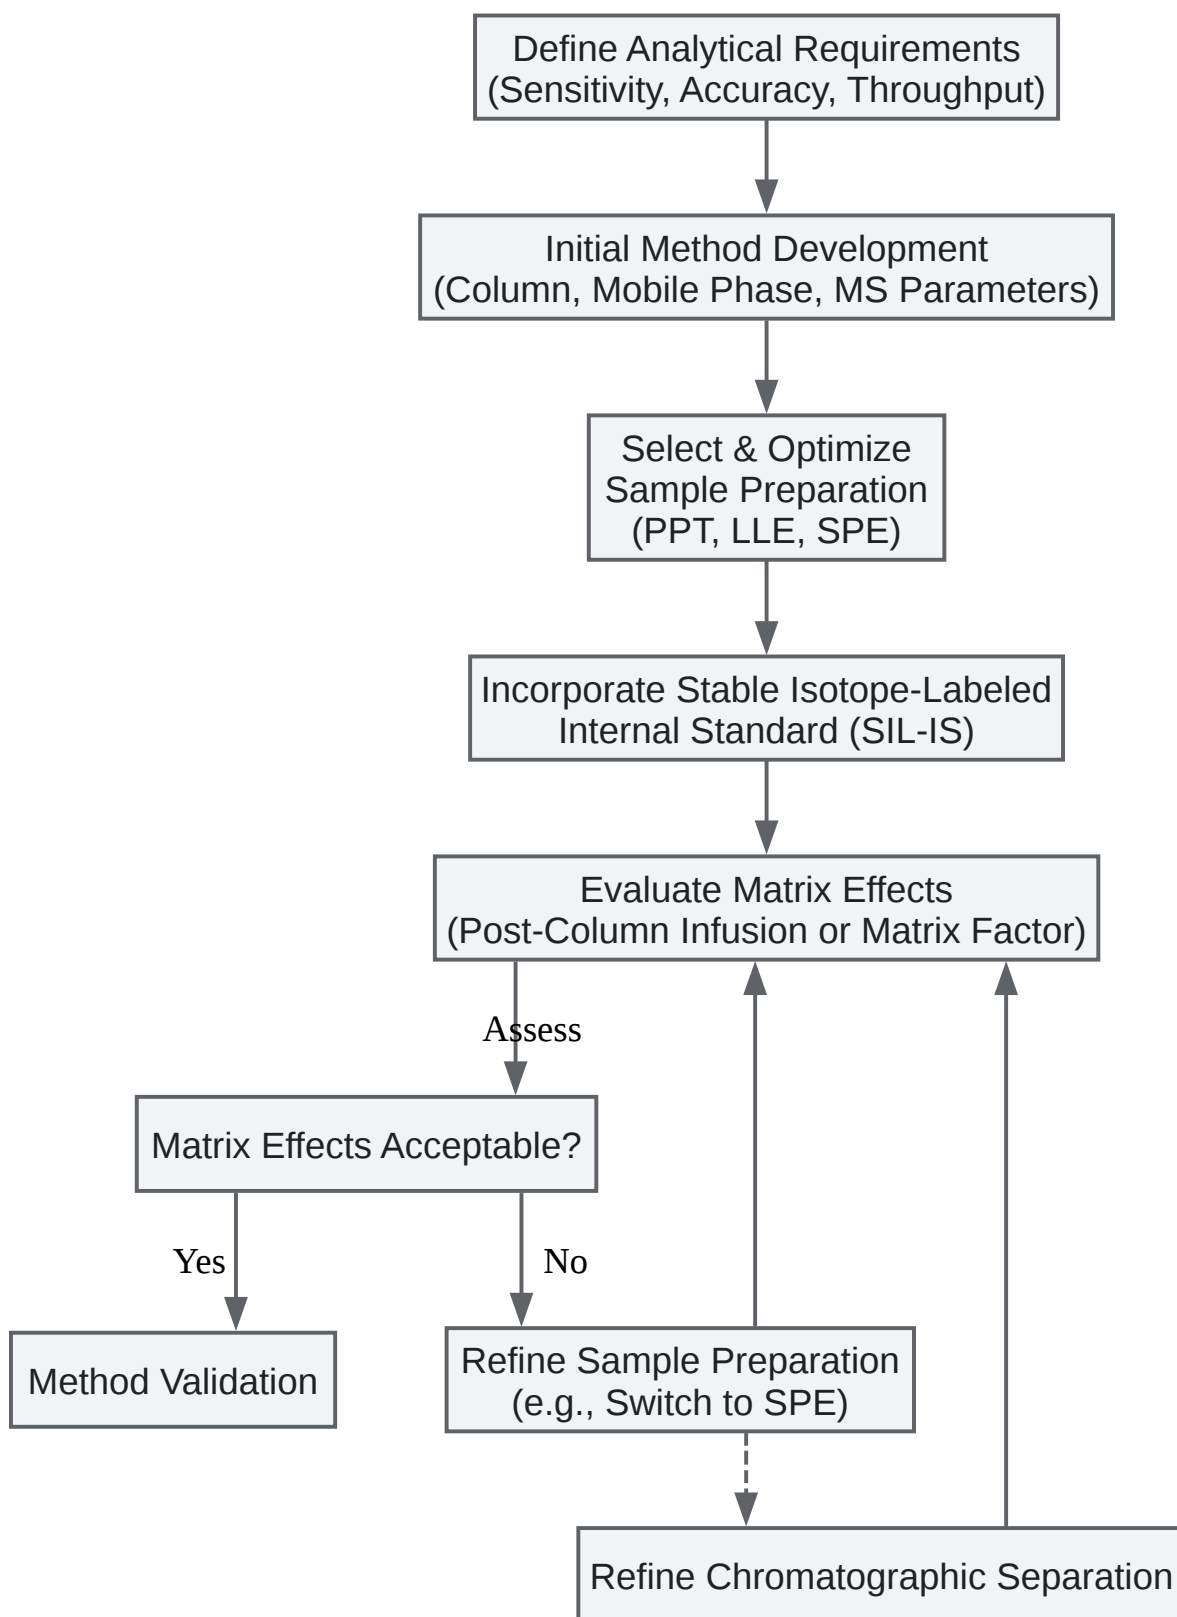 Define Analytical Requirements
(Sensitivity, Accuracy, Throughput)
Initial Method Development
(Column, Mobile Phase, MS Parameters)
Select & Optimize
Sample Preparation
(PPT, LLE, SPE)
Incorporate Stable Isotope-Labeled
Internal Standard (SIL-IS)
Evaluate Matrix Effects
(Post-Column Infusion or Matrix Factor)
Assess
Matrix Effects Acceptable?
Yes
No
Method Validation
Refine Sample Preparation
(e.g., Switch to SPE)
Refine Chromatographic Separation